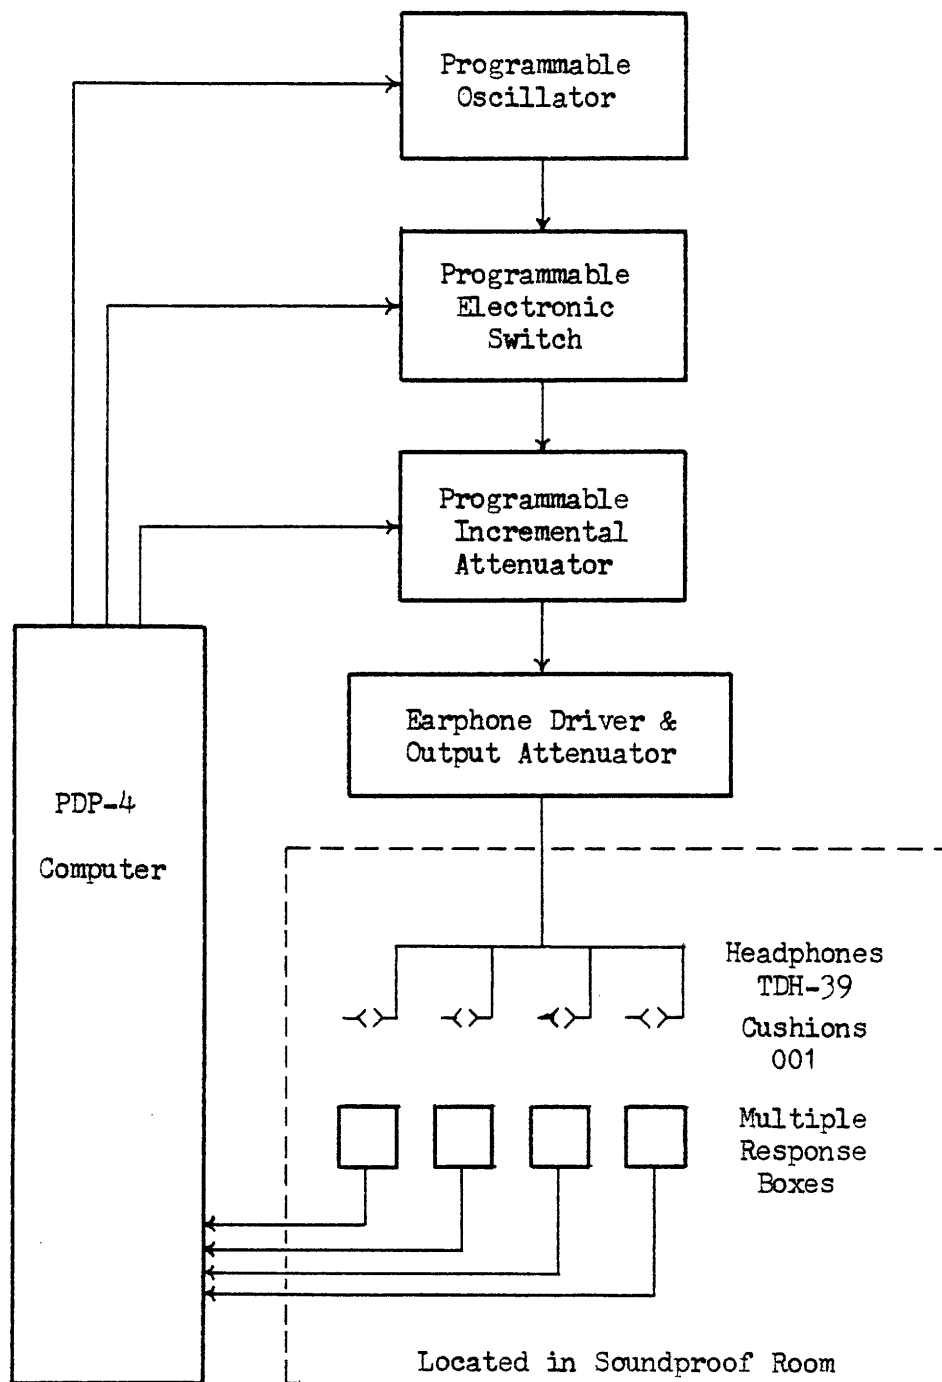 Programmable
Oscillator
Programmable
Electronic
Switch
Programmable
Incremental
Attenuator
Earphone Driver &
Output Attenuator
PDP-4
Computer
Headphones
TDH-39
Cushions
001
Multiple
Response
Boxes
Located in Soundproof Room